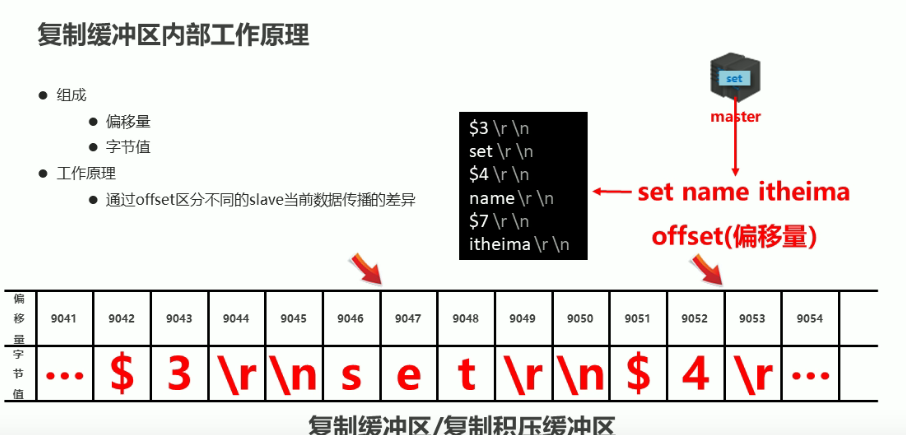 复制缓冲区内部工作原理
● 组成
● 偏移量
● 字节值
● 工作原理
● 通过offset区分不同的slave当前数据传播的差异
$3 \r \n
set \r \n
$4 \r \n
name \r \n
$7 \r \n
itheima \r \n
set
master
set name itheima
offset(偏移量)
偏移量 9041 9042 9043 9044 9045 9046 9047 9048 9049 9050 9051 9052 9053 9054
字节值 ... $ 3 \r \n s e t \r \n $ 4 \r ...
复制缓冲区/复制积压缓冲区